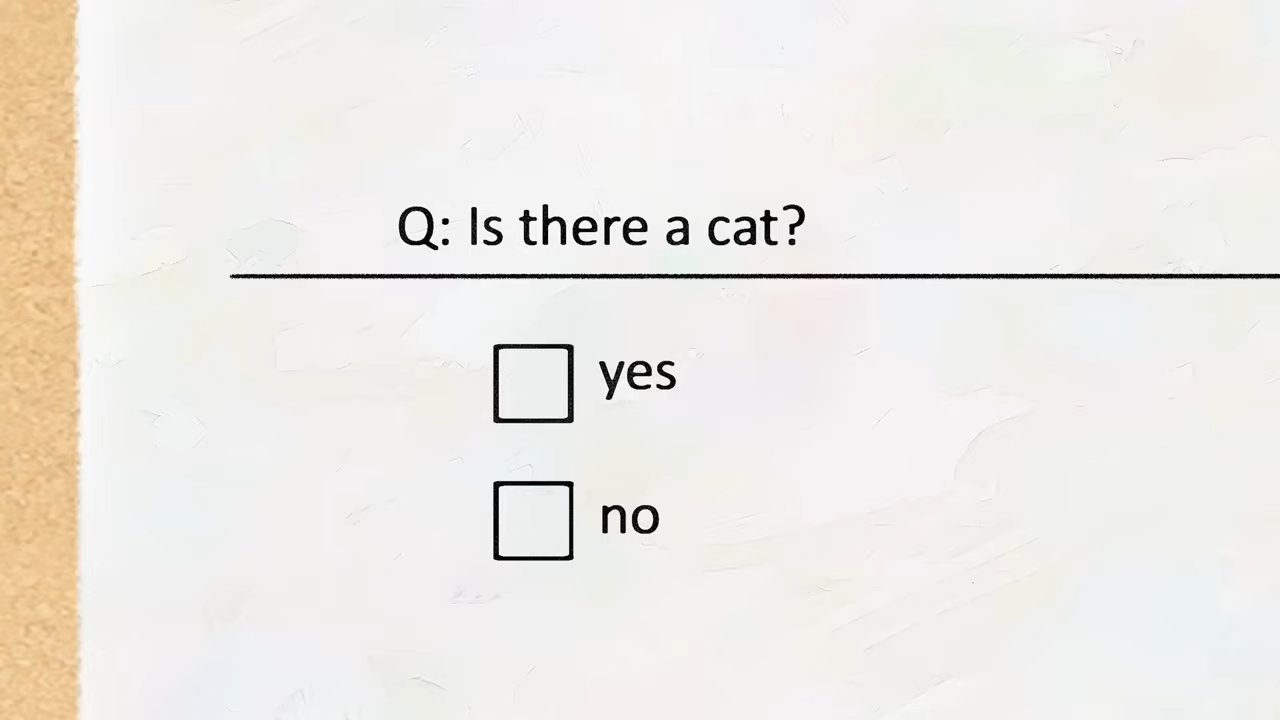 Q: Is there a cat?
yes
no